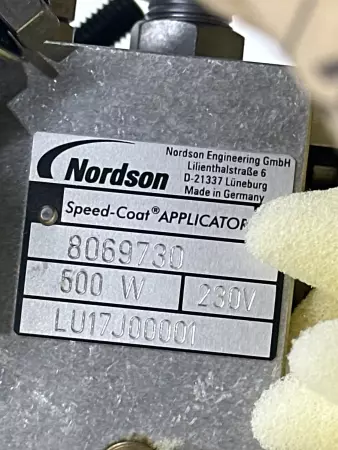 Nordson
Nordson Engineering GmbH
Lilienthalstraße 6
D-21337 Lüneburg
Made in Germany
Speed-Coat® APPLICATOR
8069730
500 W
230V
LU17J00001